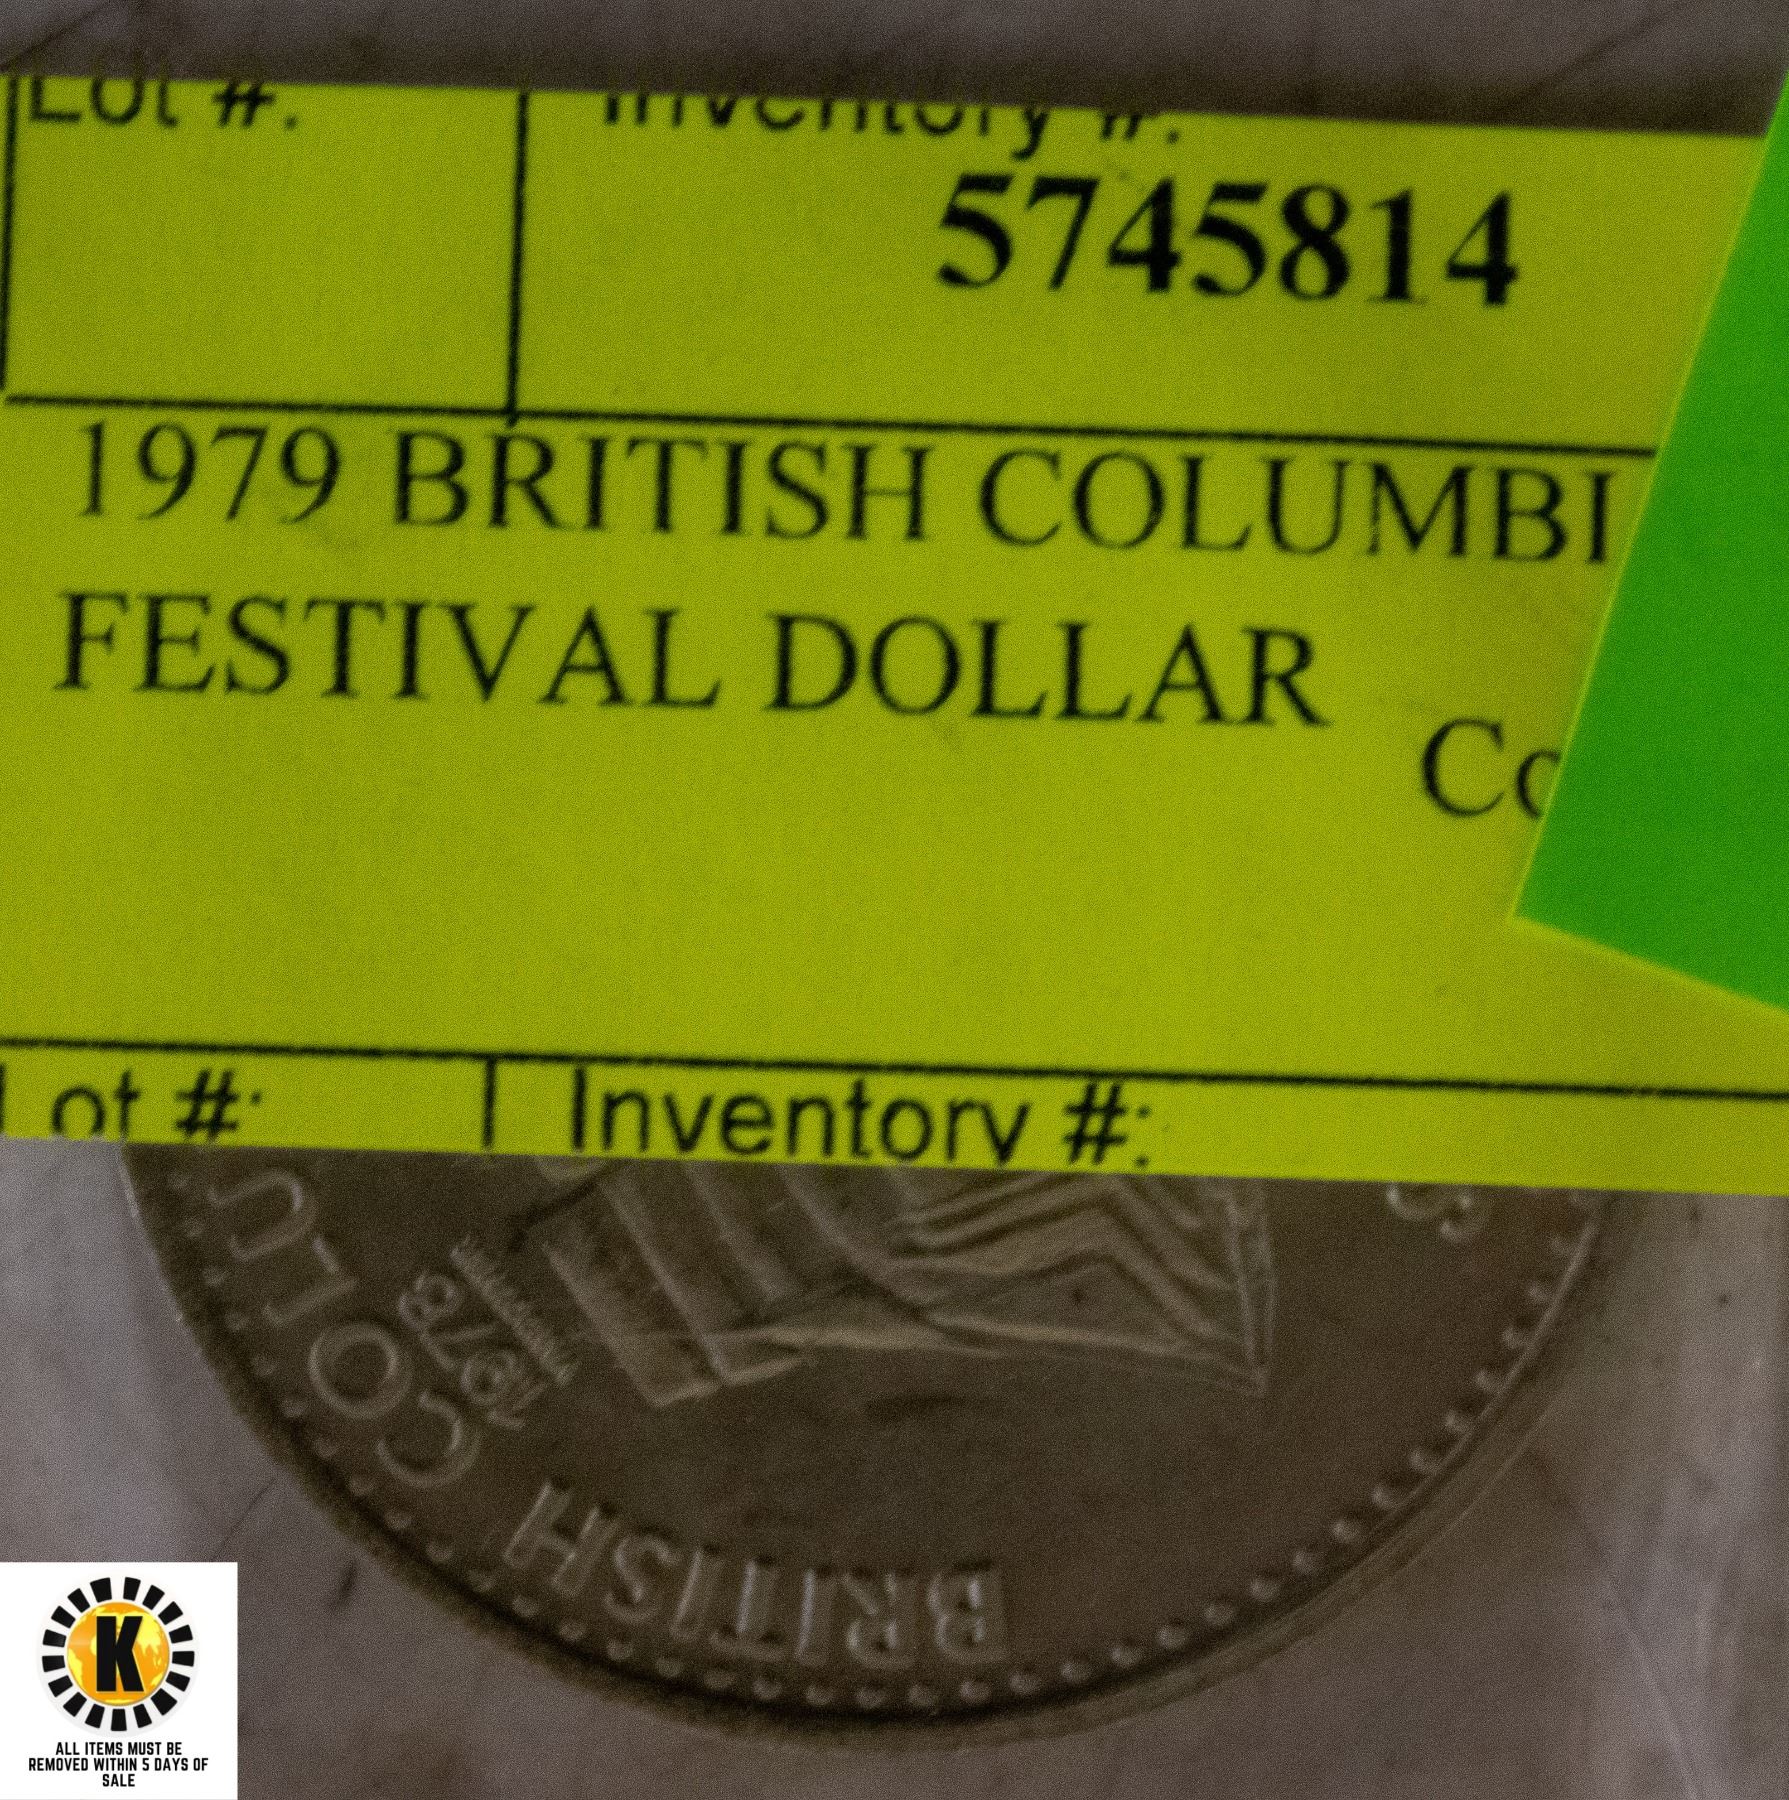 Lot #:
Inventory #:
5745814
1979 BRITISH COLUMBI
FESTIVAL DOLLAR
Co
Lot #:
Inventory #:
BRITISH COLU
K
ALL ITEMS MUST BE
REMOVED WITHIN 5 DAYS OF
SALE